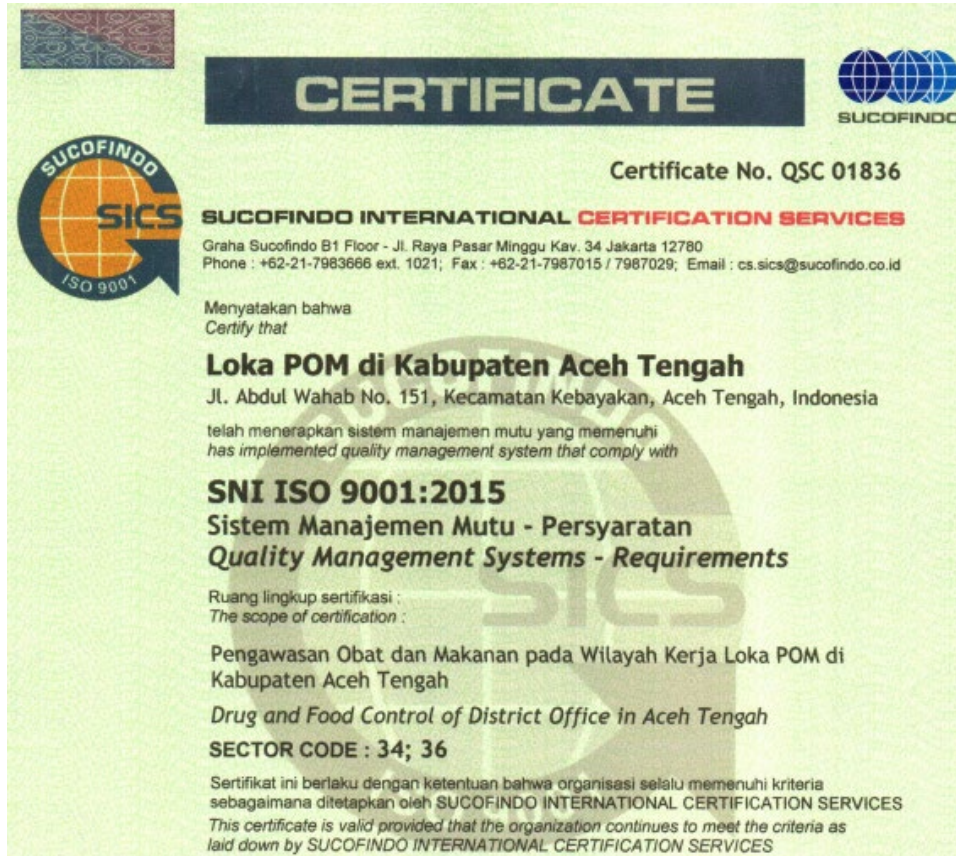 CERTIFICATE
SUCOFINDO
SUCOFINDO
SICS
ISO 9001
Certificate No. QSC 01836
SUCOFINDO INTERNATIONAL CERTIFICATION SERVICES
Graha Sucofindo B1 Floor - Jl. Raya Pasar Minggu Kav. 34 Jakarta 12780
Phone : +62-21-7983666 ext. 1021; Fax : +62-21-7987015 / 7987029; Email : cs.sics@sucofindo.co.id
Menyatakan bahwa
Certify that
Loka POM di Kabupaten Aceh Tengah
Jl. Abdul Wahab No. 151, Kecamatan Kebayakan, Aceh Tengah, Indonesia
telah menerapkan sistem manajemen mutu yang memenuhi
has implemented quality management system that comply with
SNI ISO 9001:2015
Sistem Manajemen Mutu - Persyaratan
Quality Management Systems - Requirements
Ruang lingkup sertifikasi :
The scope of certification :
SICS
Pengawasan Obat dan Makanan pada Wilayah Kerja Loka POM di
Kabupaten Aceh Tengah
Drug and Food Control of District Office in Aceh Tengah
SECTOR CODE : 34; 36
Sertifikat ini berlaku dengan ketentuan bahwa organisasi selalu memenuhi kriteria
sebagaimana ditetapkan oleh SUCOFINDO INTERNATIONAL CERTIFICATION SERVICES
This certificate is valid provided that the organization continues to meet the criteria as
laid down by SUCOFINDO INTERNATIONAL CERTIFICATION SERVICES